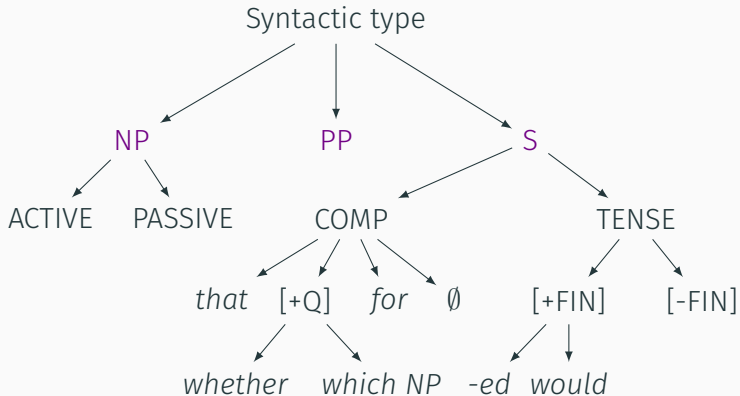 Syntactic type
NP PP S
ACTIVE PASSIVE COMP TENSE
that [+Q] for ∅ [+FIN] [-FIN]
whether which NP -ed would